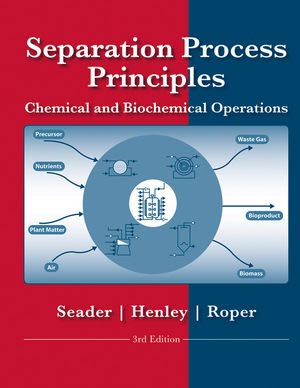 Separation Process
Principles
Chemical and Biochemical Operations
Precursor
Nutrients
Plant Matter
Air
Waste Gas
Bioproduct
Biomass
Seader | Henley | Roper
3rd Edition